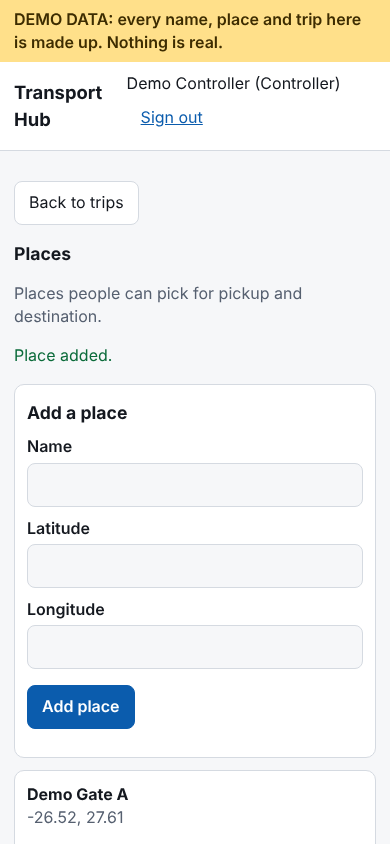 DEMO DATA: every name, place and trip here
is made up. Nothing is real.
Transport
Hub
Demo Controller (Controller)
Sign out
Back to trips
Places
Places people can pick for pickup and
destination.
Place added.
Add a place
Name
Latitude
Longitude
Add place
Demo Gate A
-26.52, 27.61